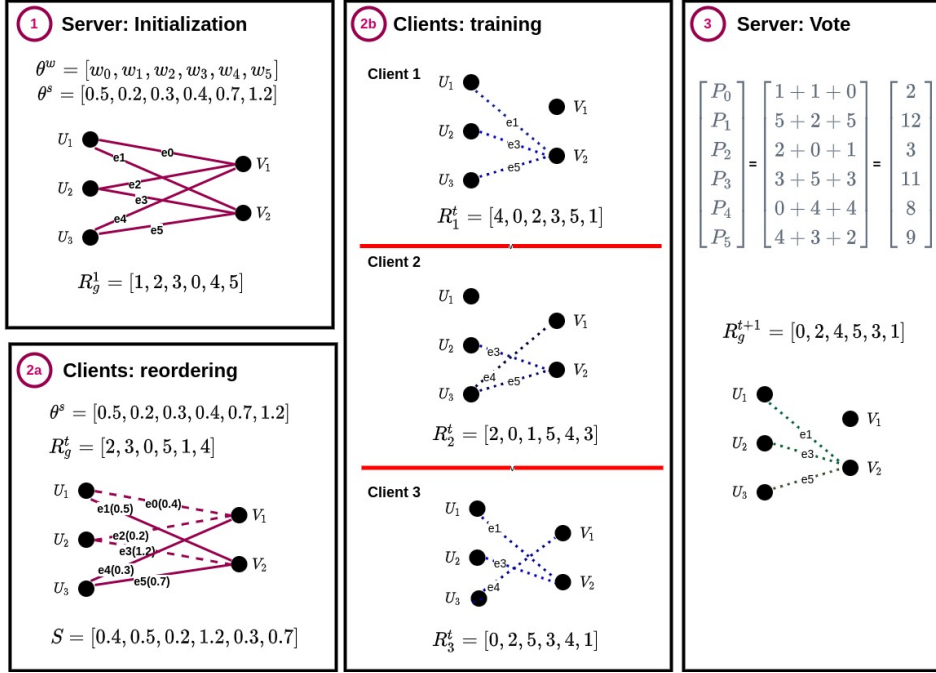 1 Server: Initialization
θ^w = [w_0, w_1, w_2, w_3, w_4, w_5]
θ^s = [0.5, 0.2, 0.3, 0.4, 0.7, 1.2]
U_1
e0
e1
V_1
U_2
e2
e3
V_2
e4
U_3
e5
R_g^1 = [1, 2, 3, 0, 4, 5]
2a Clients: reordering
θ^s = [0.5, 0.2, 0.3, 0.4, 0.7, 1.2]
R_g^t = [2, 3, 0, 5, 1, 4]
U_1
e0(0.4)
e1(0.5)
V_1
U_2
e2(0.2)
e3(1.2)
V_2
e4(0.3)
U_3
e5(0.7)
S = [0.4, 0.5, 0.2, 1.2, 0.3, 0.7]
2b Clients: training
Client 1
U_1
V_1
e1
U_2
e3
V_2
e5
U_3
R_1^t = [4, 0, 2, 3, 5, 1]
Client 2
U_1
V_1
U_2
e3
V_2
e4
e5
U_3
R_2^t = [2, 0, 1, 5, 4, 3]
Client 3
U_1
e1
V_1
U_2
e3
V_2
e4
U_3
R_3^t = [0, 2, 5, 3, 4, 1]
3 Server: Vote
P_0 1 + 1 + 0 2
P_1 5 + 2 + 5 12
P_2 2 + 0 + 1 3
= =
P_3 3 + 5 + 3 11
P_4 0 + 4 + 4 8
P_5 4 + 3 + 2 9
R_g^{t+1} = [0, 2, 4, 5, 3, 1]
U_1
V_1
e1
U_2
e3
V_2
e5
U_3